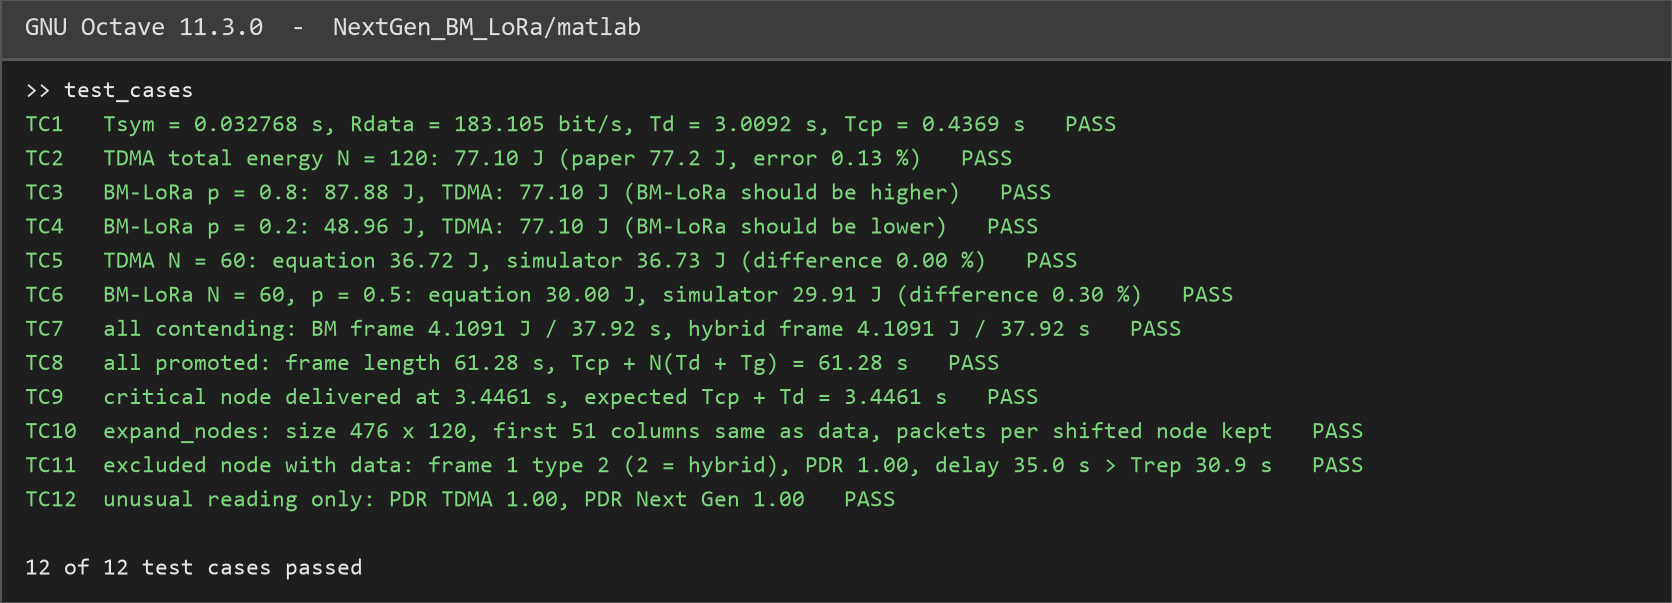 GNU Octave 11.3.0  -  NextGen_BM_LoRa/matlab
>> test_cases
TC1   Tsym = 0.032768 s, Rdata = 183.105 bit/s, Td = 3.0092 s, Tcp = 0.4369 s   PASS
TC2   TDMA total energy N = 120: 77.10 J (paper 77.2 J, error 0.13 %)   PASS
TC3   BM-LoRa p = 0.8: 87.88 J, TDMA: 77.10 J (BM-LoRa should be higher)   PASS
TC4   BM-LoRa p = 0.2: 48.96 J, TDMA: 77.10 J (BM-LoRa should be lower)   PASS
TC5   TDMA N = 60: equation 36.72 J, simulator 36.73 J (difference 0.00 %)   PASS
TC6   BM-LoRa N = 60, p = 0.5: equation 30.00 J, simulator 29.91 J (difference 0.30 %)   PASS
TC7   all contending: BM frame 4.1091 J / 37.92 s, hybrid frame 4.1091 J / 37.92 s   PASS
TC8   all promoted: frame length 61.28 s, Tcp + N(Td + Tg) = 61.28 s   PASS
TC9   critical node delivered at 3.4461 s, expected Tcp + Td = 3.4461 s   PASS
TC10  expand_nodes: size 476 x 120, first 51 columns same as data, packets per shifted node kept   PASS
TC11  excluded node with data: frame 1 type 2 (2 = hybrid), PDR 1.00, delay 35.0 s > Trep 30.9 s   PASS
TC12  unusual reading only: PDR TDMA 1.00, PDR Next Gen 1.00   PASS
12 of 12 test cases passed